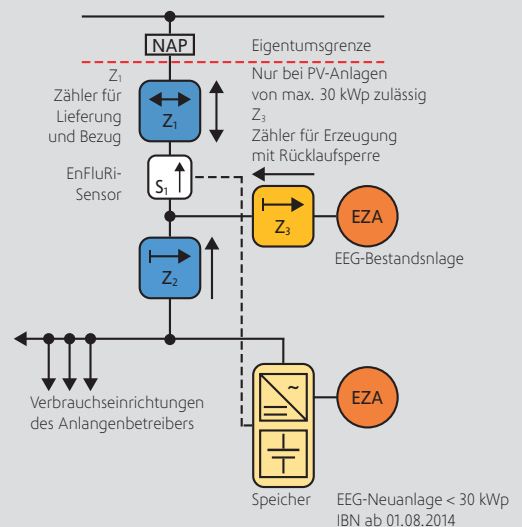 NAP
Eigentumsgrenze
Z₁
Zähler für
Lieferung
und Bezug
Z₁
Nur bei PV-Anlagen
von max. 30 kWp zulässig
Z₃
Zähler für Erzeugung
mit Rücklaufsperre
EnFluRi-
Sensor
S₁
Z₃
EZA
EEG-Bestandsnlage
Z₂
Verbrauchseinrichtungen
des Anlangenbetreibers
~
EZA
Speicher
EEG-Neuanlage < 30 kWp
IBN ab 01.08.2014